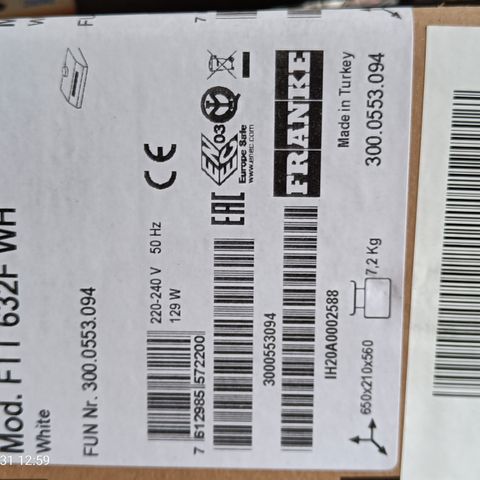 Mod. FTT 632F WH
White
FUN Nr. 300.0553.094
220-240 V 50 Hz
129 W
7 612985 572200
CE
EAC
03
Europe Safe
www.enec.com
3000553094
FRANKE
IH20A0002588
Made in Turkey
7,2 Kg
650x210x560
300.0553.094
31 12:59